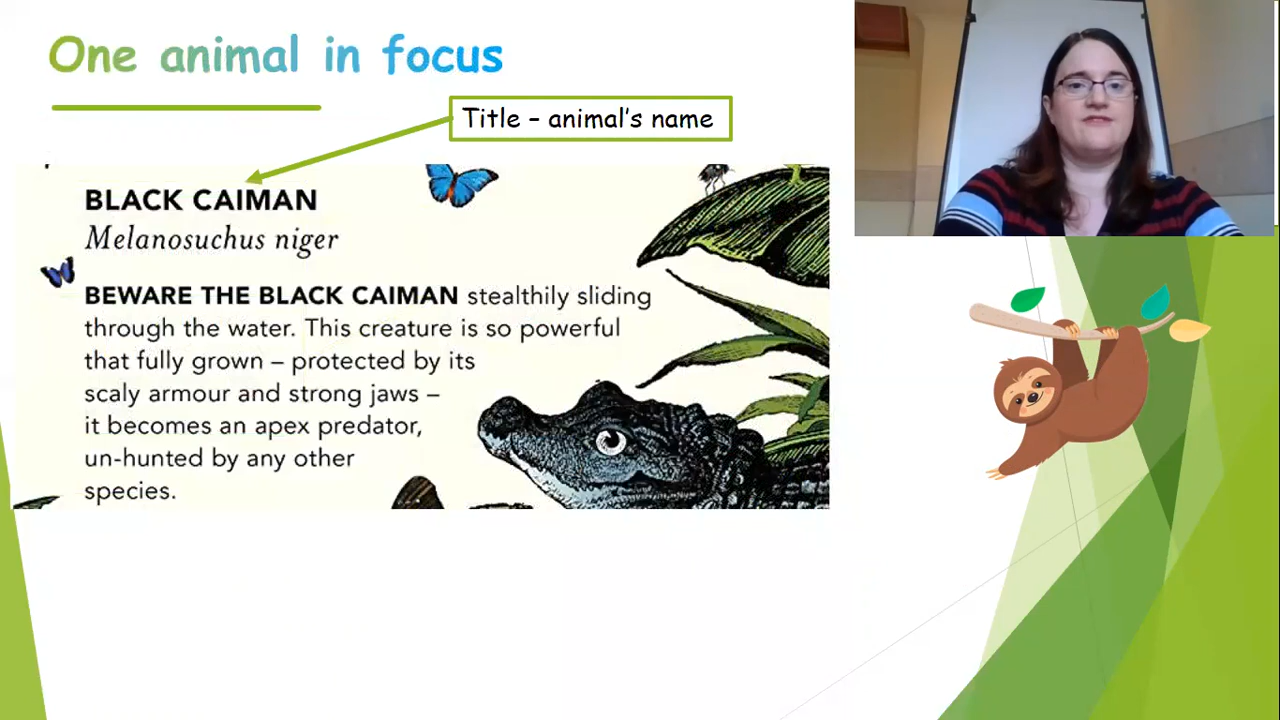 One animal in focus
Title – animal's name
BLACK CAIMAN
Melanosuchus niger
BEWARE THE BLACK CAIMAN stealthily sliding
through the water. This creature is so powerful
that fully grown – protected by its
scaly armour and strong jaws –
it becomes an apex predator,
un-hunted by any other
species.